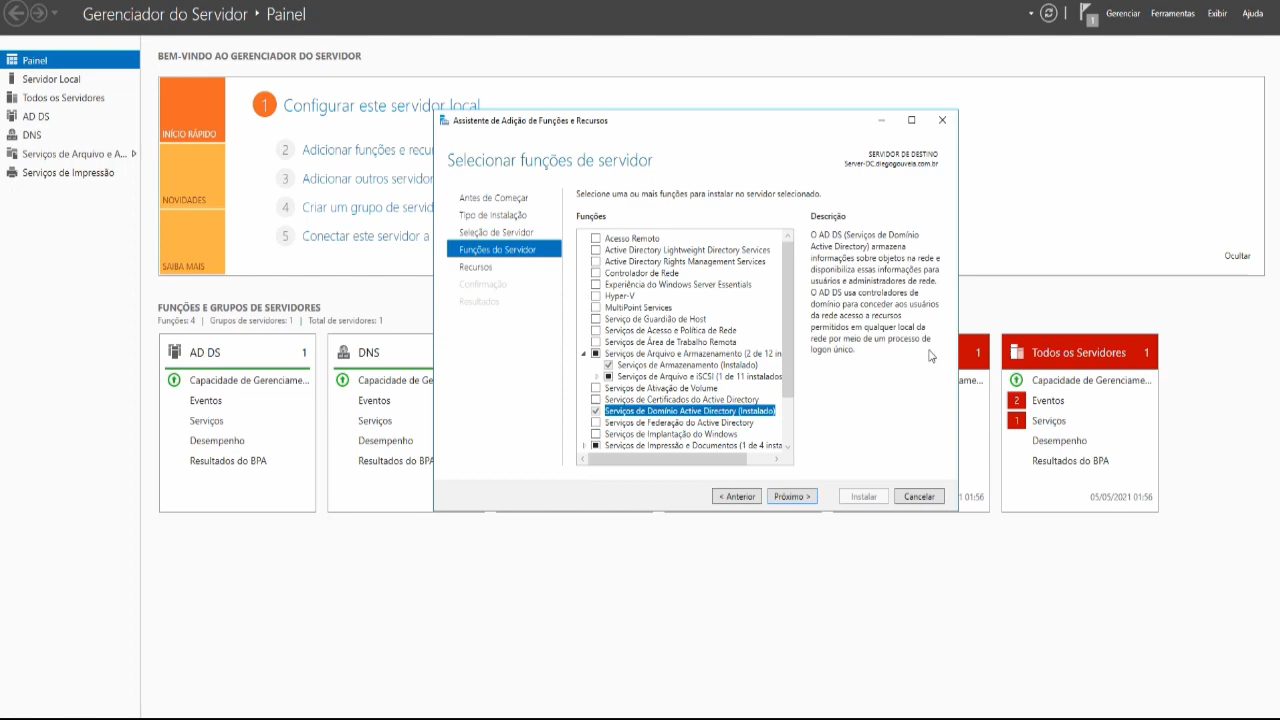 Gerenciador do Servidor ‣ Painel
1
Gerenciar Ferramentas Exibir Ajuda
Painel
Servidor Local
Todos os Servidores
AD DS
DNS
Serviços de Arquivo e A...
Serviços de Impressão
BEM-VINDO AO GERENCIADOR DO SERVIDOR
INÍCIO RÁPIDO
NOVIDADES
SAIBA MAIS
1 Configurar este servidor local
2 Adicionar funções e recu
3 Adicionar outros servidor
4 Criar um grupo de servid
5 Conectar este servidor a
Ocultar
FUNÇÕES E GRUPOS DE SERVIDORES
Funções: 4 | Grupos de servidores: 1 | Total de servidores: 1
AD DS 1
Capacidade de Gerenciame...
Eventos
Serviços
Desempenho
Resultados do BPA
DNS
Capacidade de Ge
Eventos
Serviços
Desempenho
Resultados do BPA
Assistente de Adição de Funções e Recursos
Selecionar funções de servidor
SERVIDOR DE DESTINO
Server-DC.diegogouveia.com.br
Antes de Começar
Tipo de Instalação
Seleção de Servidor
Funções do Servidor
Recursos
Confirmação
Resultados
Selecione uma ou mais funções para instalar no servidor selecionado.
Funções
Acesso Remoto
Active Directory Lightweight Directory Services
Active Directory Rights Management Services
Controlador de Rede
Experiência do Windows Server Essentials
Hyper-V
MultiPoint Services
Serviço de Guardião de Host
Serviços de Acesso e Política de Rede
Serviços de Área de Trabalho Remota
Serviços de Arquivo e Armazenamento (2 de 12 in
Serviços de Armazenamento (Instalado)
Serviços de Arquivo e iSCSI (1 de 11 instalados
Serviços de Ativação de Volume
Serviços de Certificados do Active Directory
Serviços de Domínio Active Directory (Instalado)
Serviços de Federação do Active Directory
Serviços de Implantação do Windows
Serviços de Impressão e Documentos (1 de 4 insta
Descrição
O AD DS (Serviços de Domínio
Active Directory) armazena
informações sobre objetos na rede e
disponibiliza essas informações para
usuários e administradores de rede.
O AD DS usa controladores de
domínio para conceder aos usuários
da rede acesso a recursos
permitidos em qualquer local da
rede por meio de um processo de
logon único.
< Anterior Próximo > Instalar Cancelar
1
ame...
1 01:56
Todos os Servidores 1
Capacidade de Gerenciame...
2 Eventos
1 Serviços
Desempenho
Resultados do BPA
05/05/2021 01:56